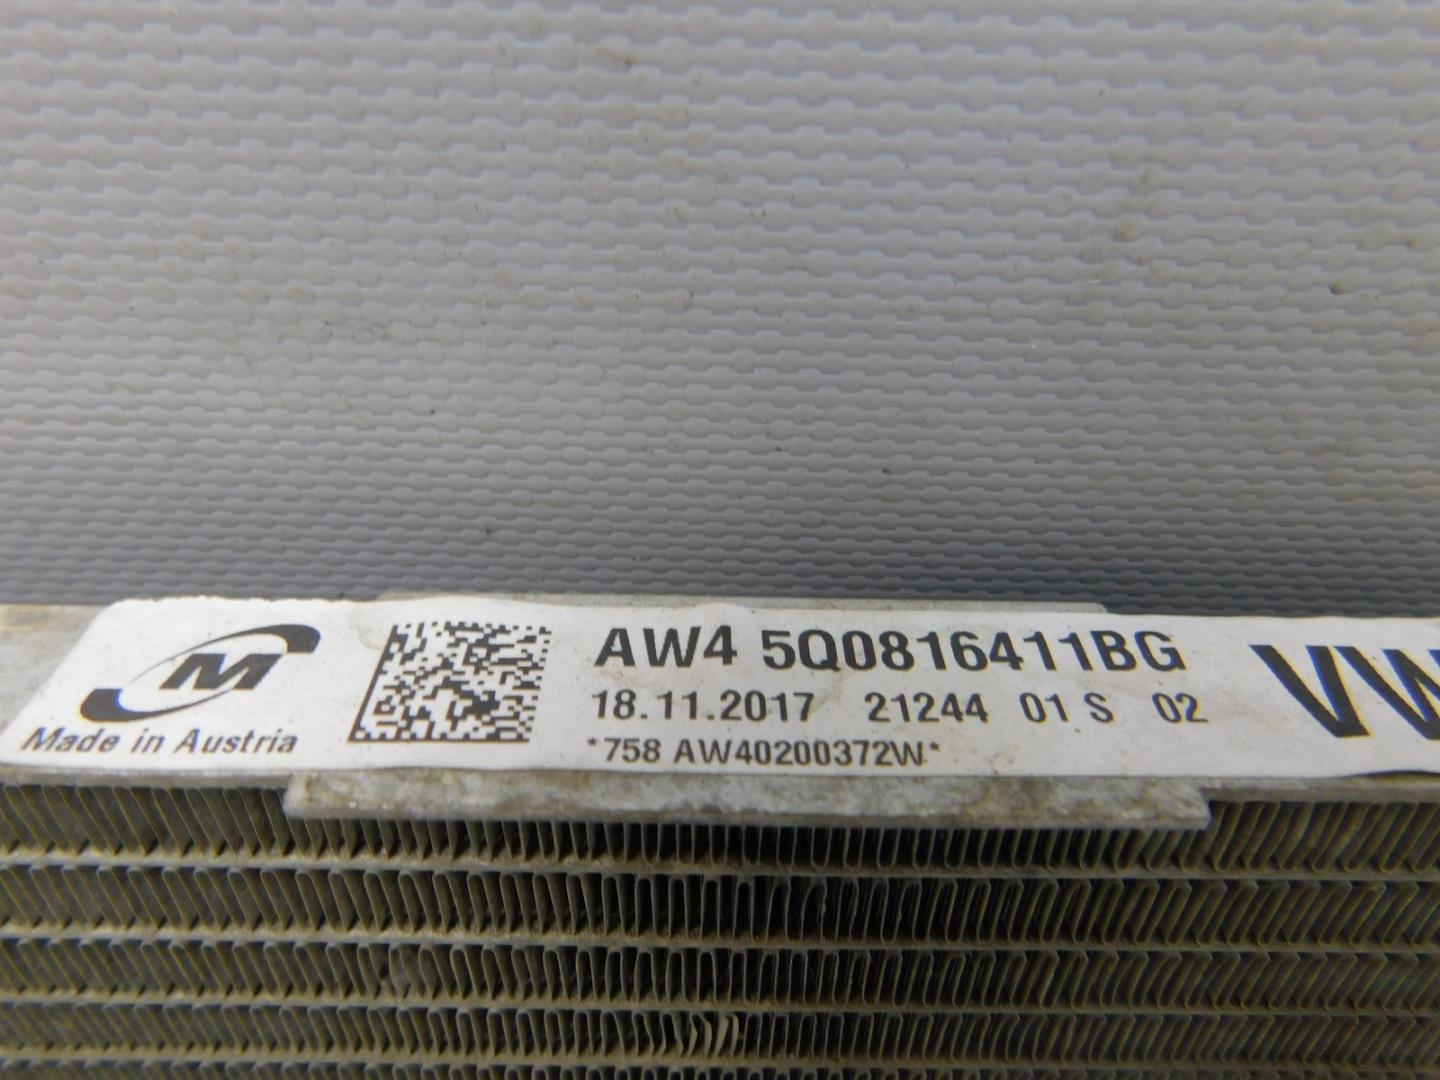 M
Made in Austria
AW4 5Q0816411BG
18.11.2017 21244 01 S 02
*758 AW40200372W*
VW